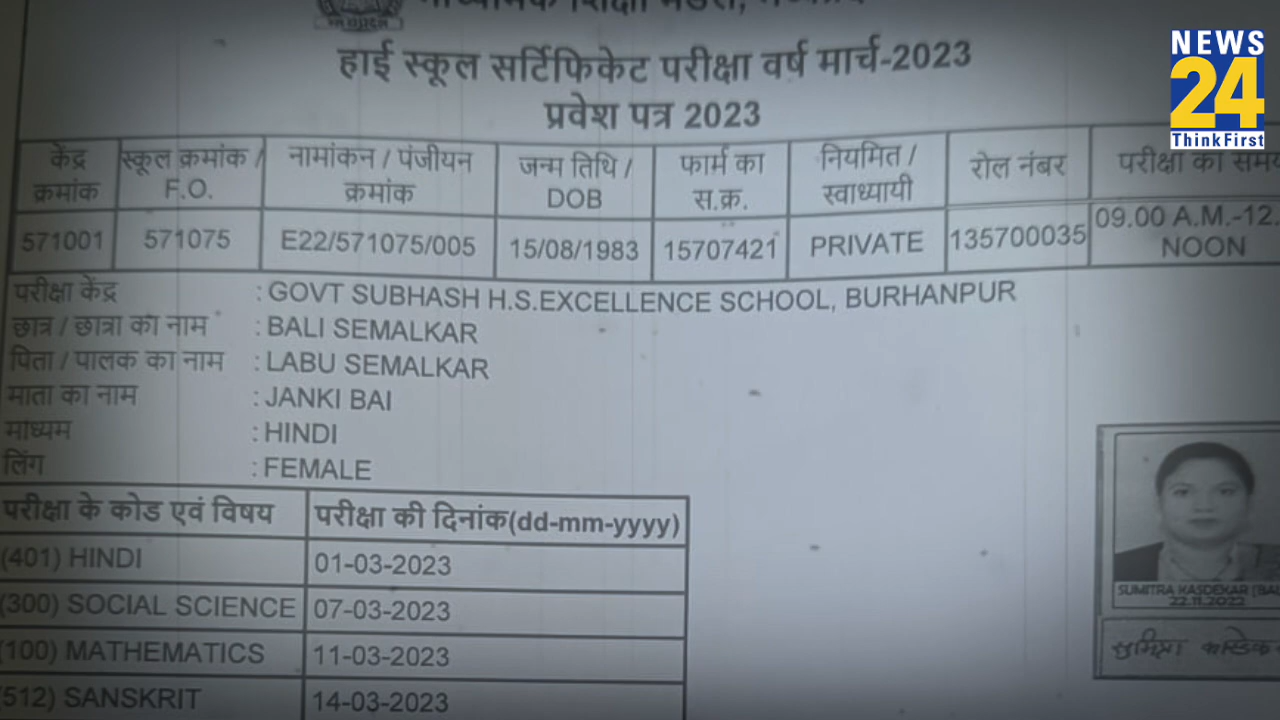 NEWS
24
ThinkFirst
हाई स्कूल सर्टिफिकेट परीक्षा वर्ष मार्च-2023
प्रवेश पत्र 2023
केंद्र क्रमांक | स्कूल क्रमांक / F.O. | नामांकन / पंजीयन क्रमांक | जन्म तिथि / DOB | फार्म का स.क्र. | नियमित / स्वाध्यायी | रोल नंबर | परीक्षा का
571001 | 571075 | E22/571075/005 | 15/08/1983 | 15707421 | PRIVATE | 135700035 | 09.00 A.M.-12. NOON
परीक्षा केंद्र : GOVT SUBHASH H.S.EXCELLENCE SCHOOL, BURHANPUR
छात्र / छात्रा का नाम : BALI SEMALKAR
पिता / पालक का नाम : LABU SEMALKAR
माता का नाम : JANKI BAI
माध्यम : HINDI
लिंग : FEMALE
परीक्षा के कोड एवं विषय | परीक्षा की दिनांक(dd-mm-yyyy)
(401) HINDI | 01-03-2023
(300) SOCIAL SCIENCE | 07-03-2023
(100) MATHEMATICS | 11-03-2023
(512) SANSKRIT | 14-03-2023
SUMITRA KASDEKAR
22.11.2022
सुमित्रा